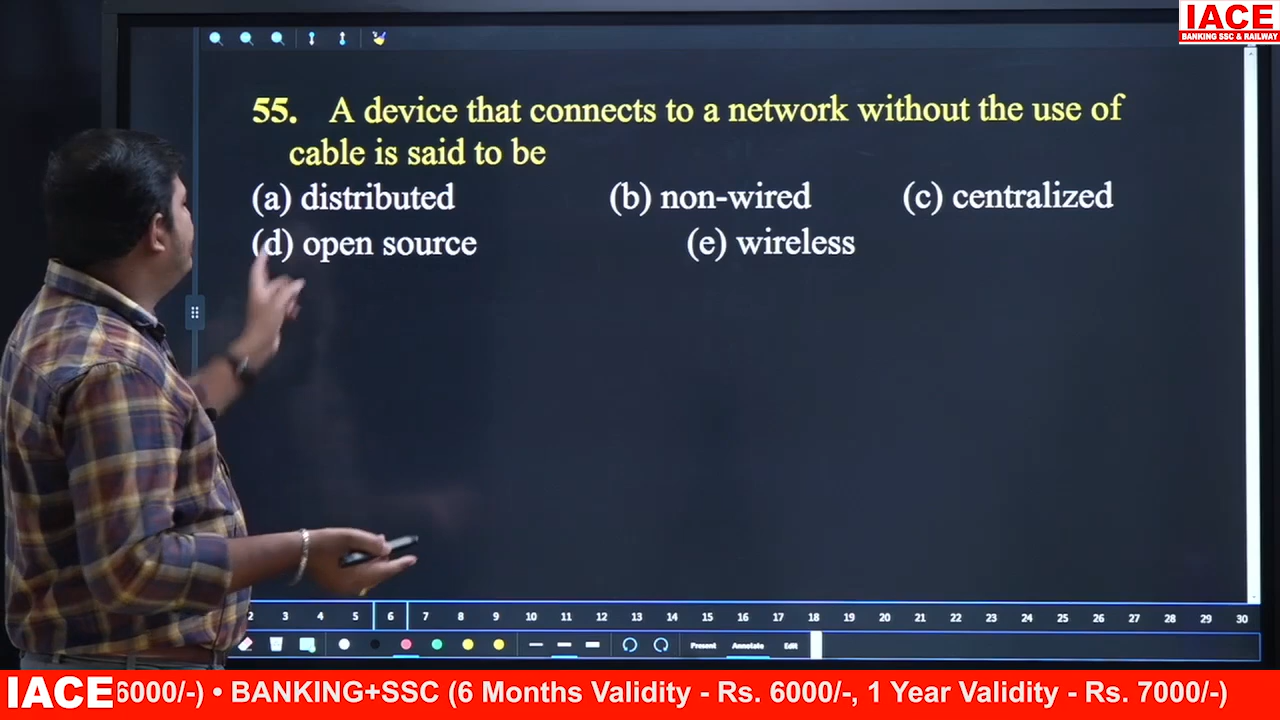 IACE
BANKING SSC & RAILWAY
55. A device that connects to a network without the use of
cable is said to be
(a) distributed (b) non-wired (c) centralized
(d) open source (e) wireless
2 3 4 5 6 7 8 9 10 11 12 13 14 15 16 17 18 19 20 21 22 23 24 25 26 27 28 29 30
Present Annotate Edit
IACE 6000/-) • BANKING+SSC (6 Months Validity - Rs. 6000/-, 1 Year Validity - Rs. 7000/-)